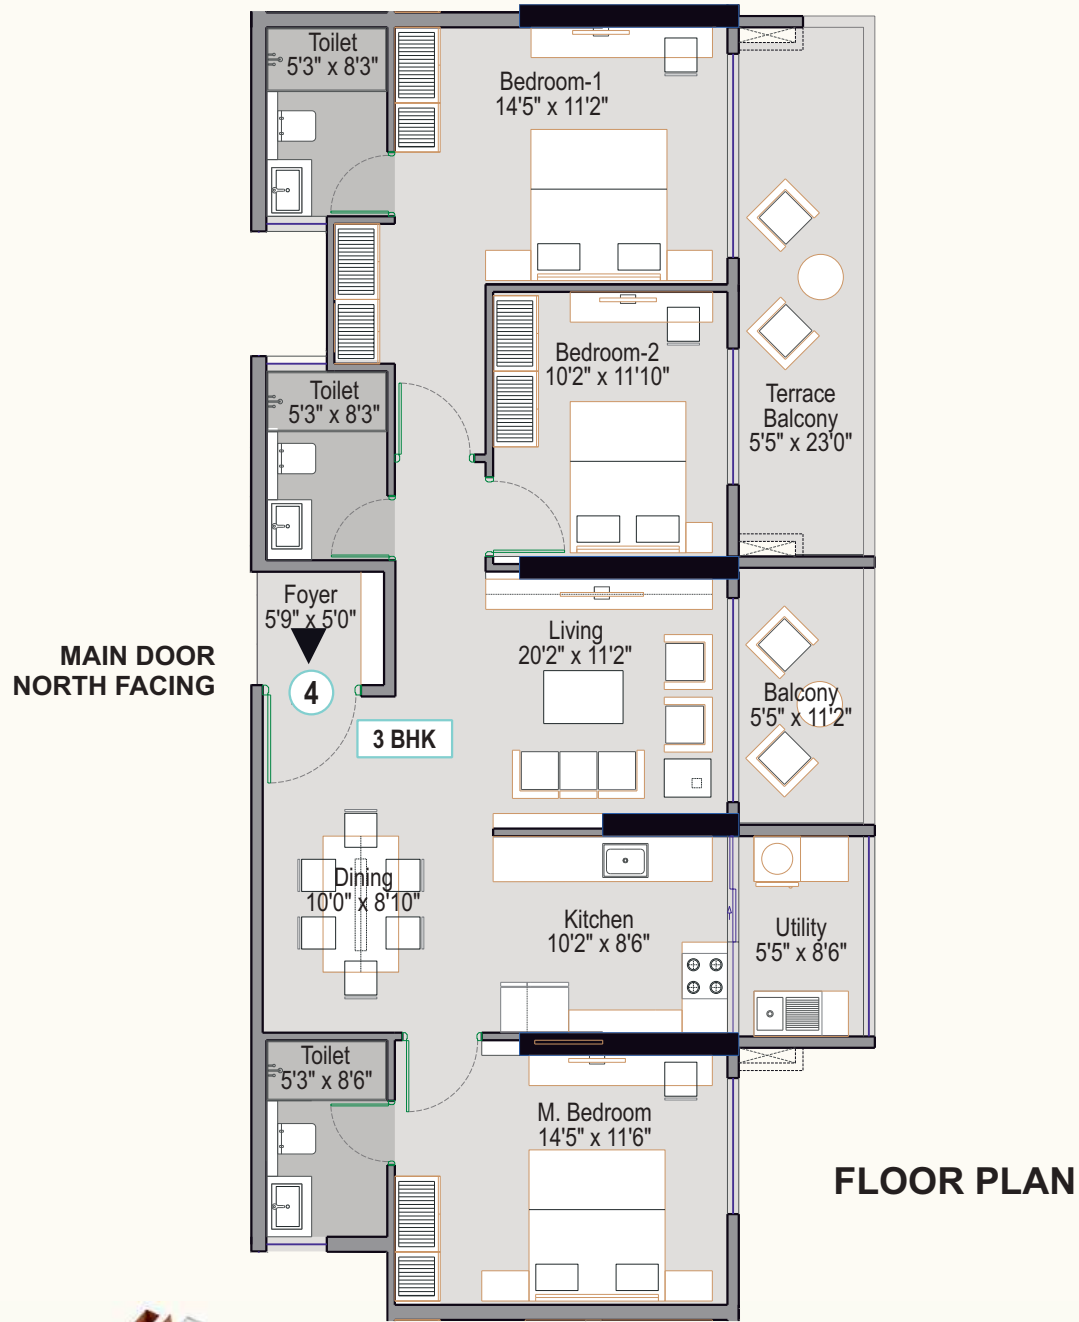 Toilet
5'3" x 8'3"
Bedroom-1
14'5" x 11'2"
Bedroom-2
10'2" x 11'10"
Toilet
5'3" x 8'3"
Terrace
Balcony
5'5" x 23'0"
Foyer
5'9" x 5'0"
Living
20'2" x 11'2"
MAIN DOOR
NORTH FACING
4
3 BHK
Balcony
5'5" x 11'2"
Dining
10'0" x 8'10"
Kitchen
10'2" x 8'6"
Utility
5'5" x 8'6"
Toilet
5'3" x 8'6"
M. Bedroom
14'5" x 11'6"
FLOOR PLAN